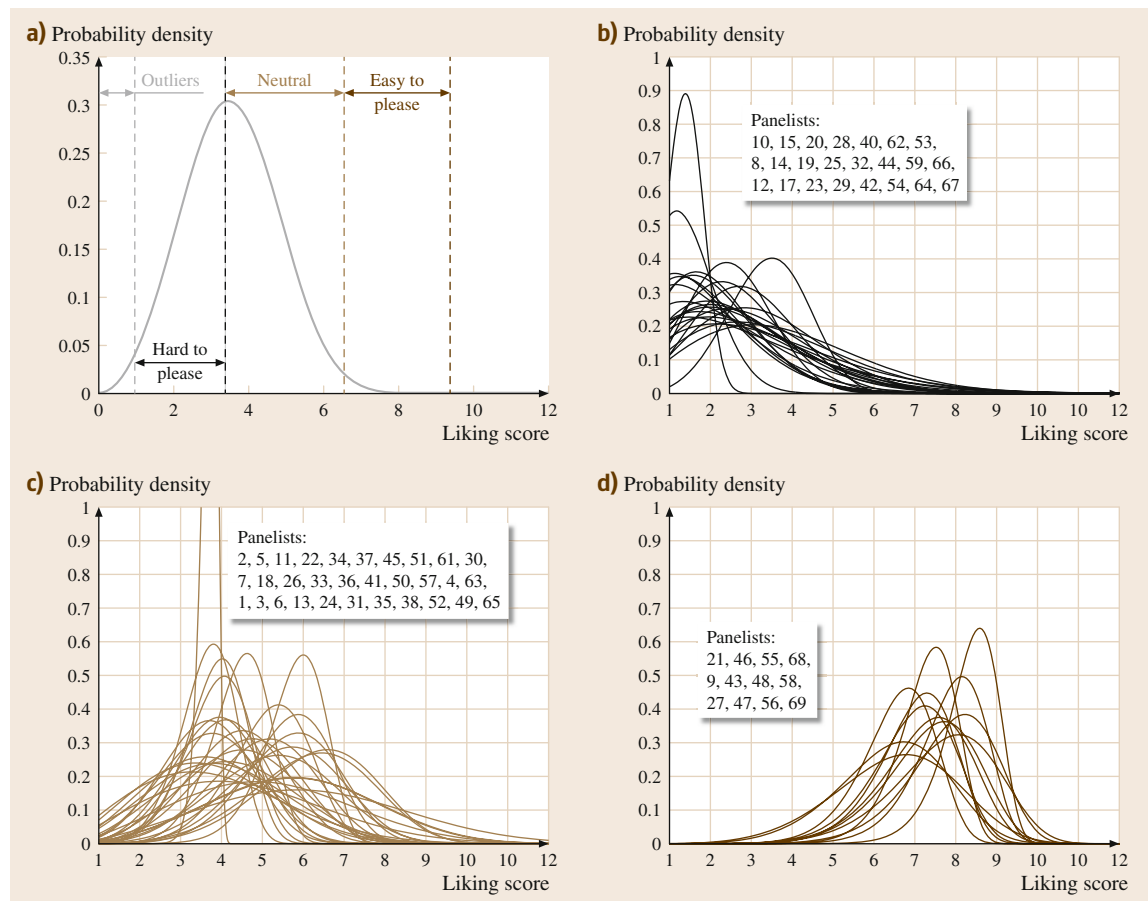 a) Probability density
0.35
0.3
0.25
0.2
0.15
0.1
0.05
0
Outliers
Neutral
Easy to
please
Hard to
please
0 2 4 6 8 10 12
Liking score
b) Probability density
1
0.9
0.8
0.7
0.6
0.5
0.4
0.3
0.2
0.1
0
Panelists:
10, 15, 20, 28, 40, 62, 53,
8, 14, 19, 25, 32, 44, 59, 66,
12, 17, 23, 29, 42, 54, 64, 67
1 2 3 4 5 6 7 8 9 10 10 12
Liking score
c) Probability density
1
0.9
0.8
0.7
0.6
0.5
0.4
0.3
0.2
0.1
0
Panelists:
2, 5, 11, 22, 34, 37, 45, 51, 61, 30,
7, 18, 26, 33, 36, 41, 50, 57, 4, 63,
1, 3, 6, 13, 24, 31, 35, 38, 52, 49, 65
1 2 3 4 5 6 7 8 9 10 10 12
Liking score
d) Probability density
1
0.9
0.8
0.7
0.6
0.5
0.4
0.3
0.2
0.1
0
Panelists:
21, 46, 55, 68,
9, 43, 48, 58,
27, 47, 56, 69
1 2 3 4 5 6 7 8 9 10 10 12
Liking score